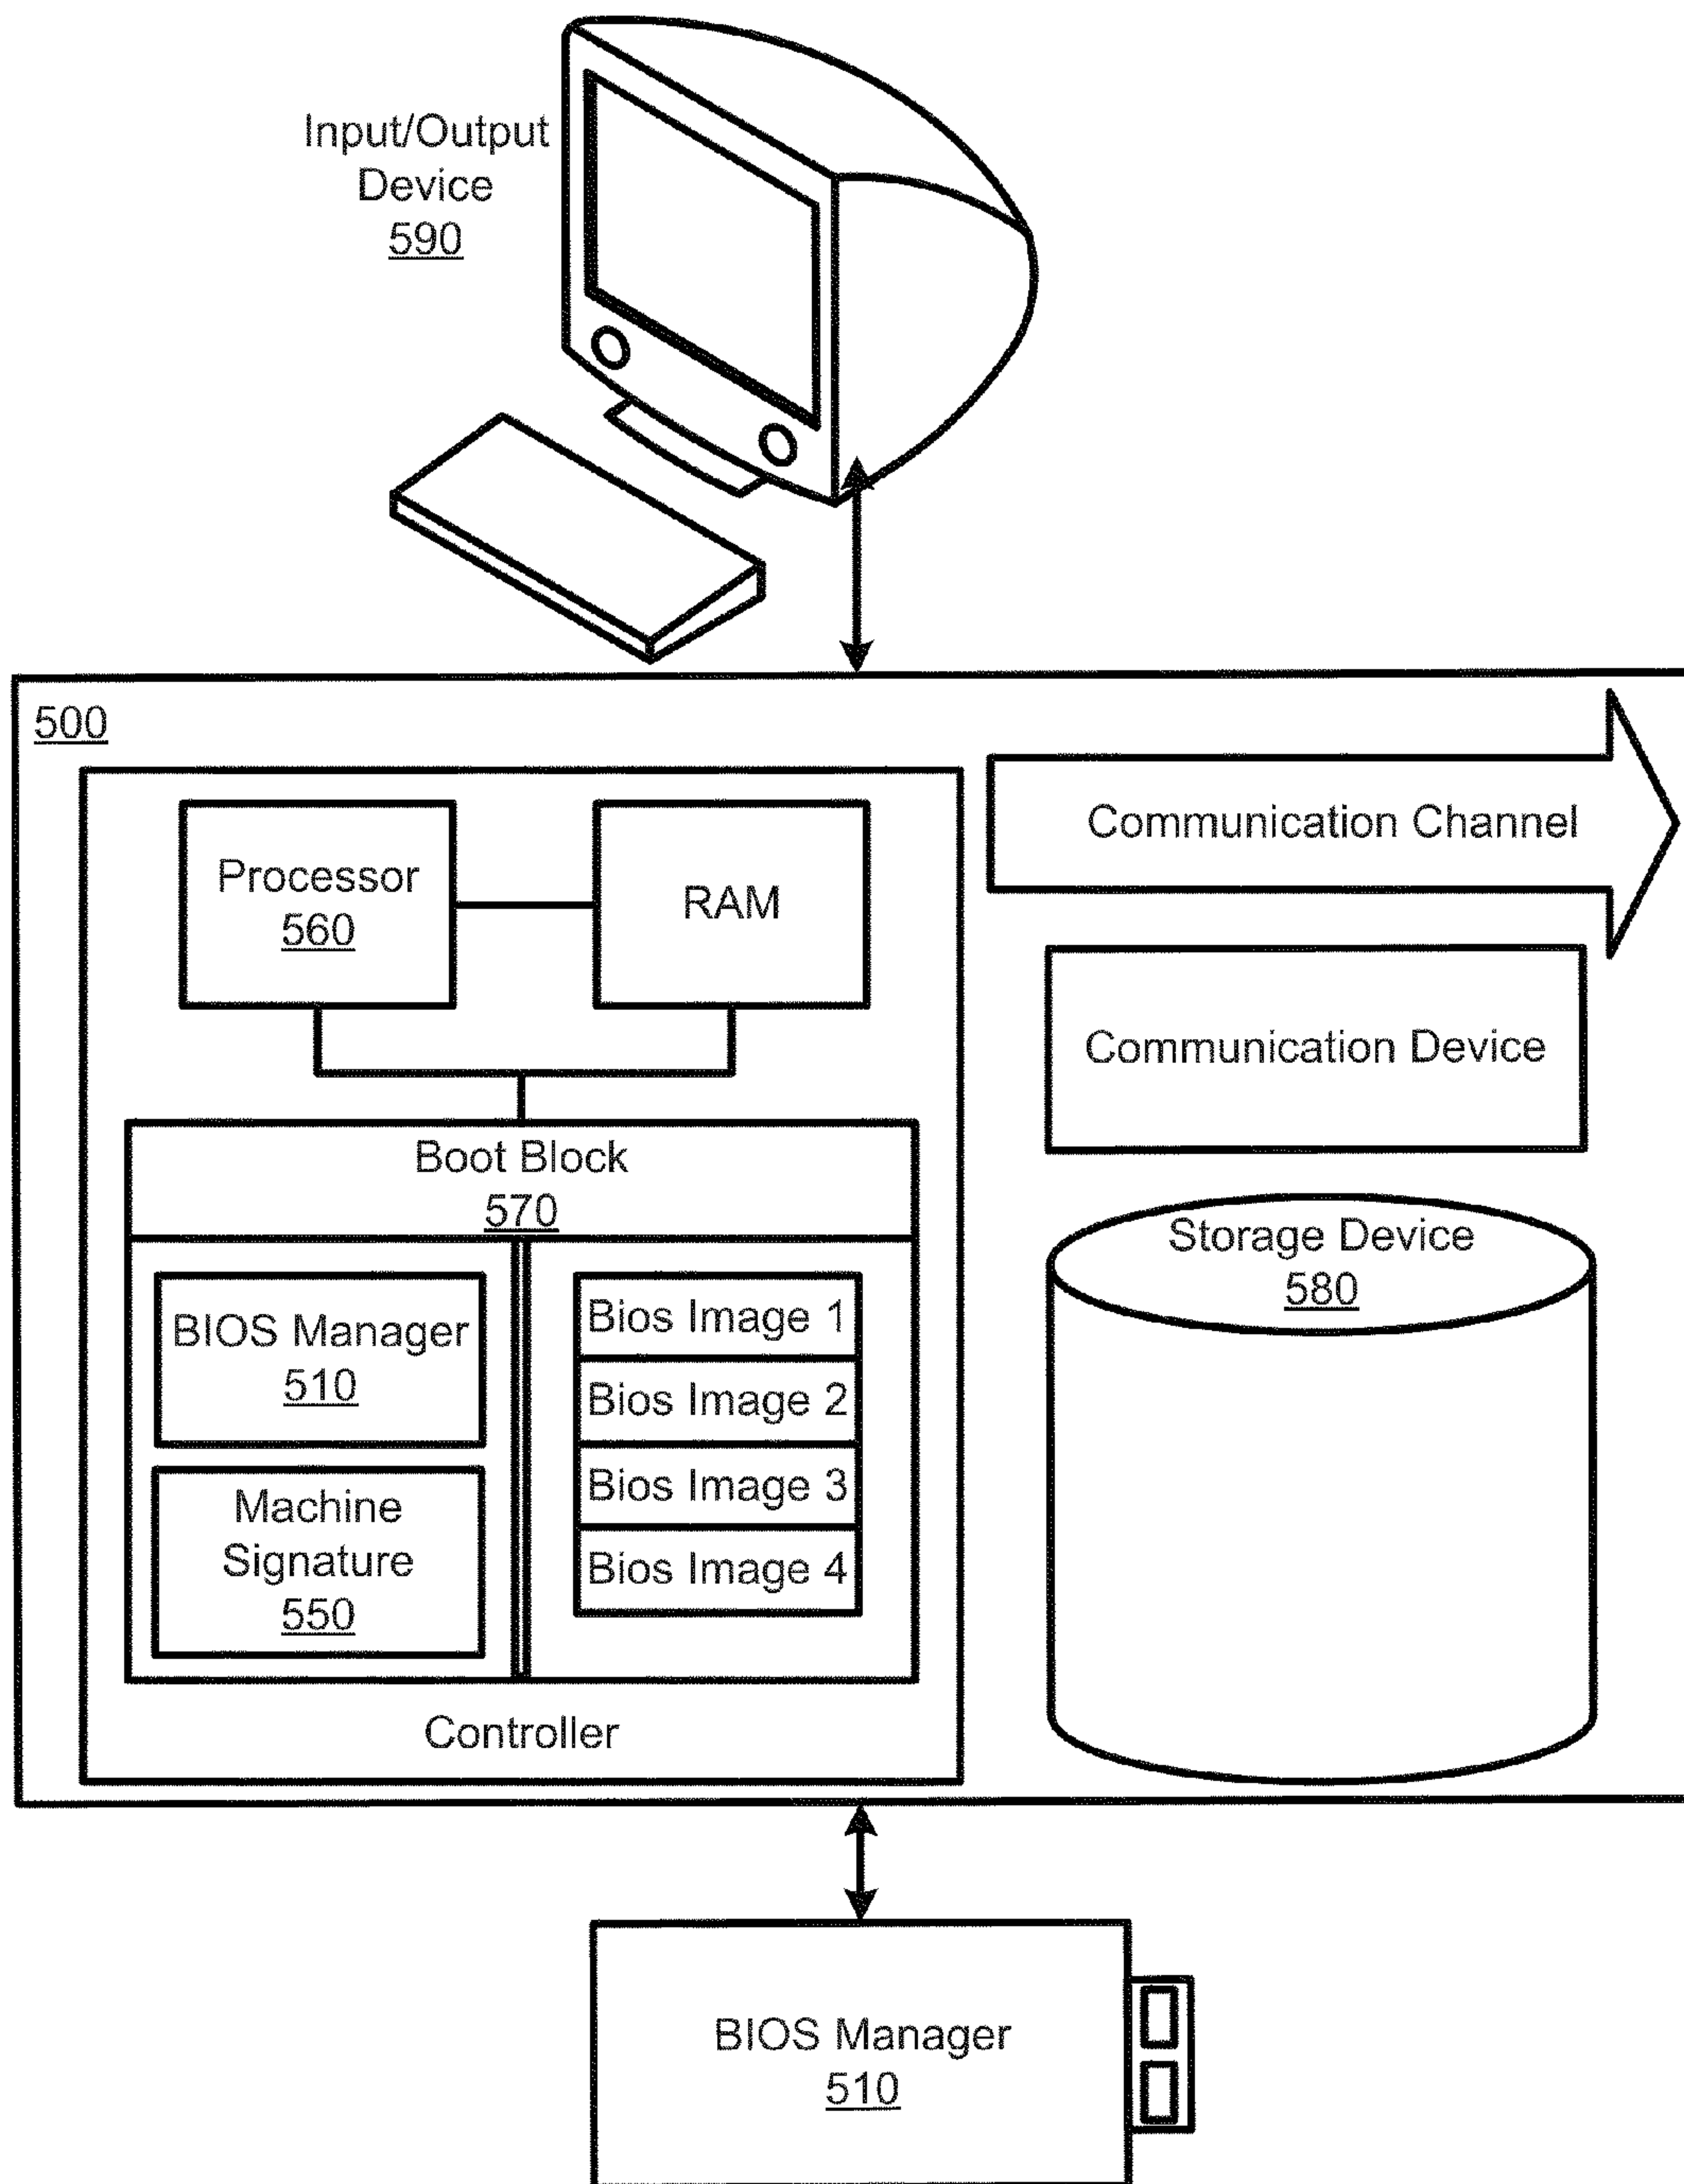 Input/Output
Device
590
500
Processor
560
RAM
Communication Channel
Communication Device
Boot Block
570
BIOS Manager
510
Machine
Signature
550
Bios Image 1
Bios Image 2
Bios Image 3
Bios Image 4
Controller
Storage Device
580
BIOS Manager
510